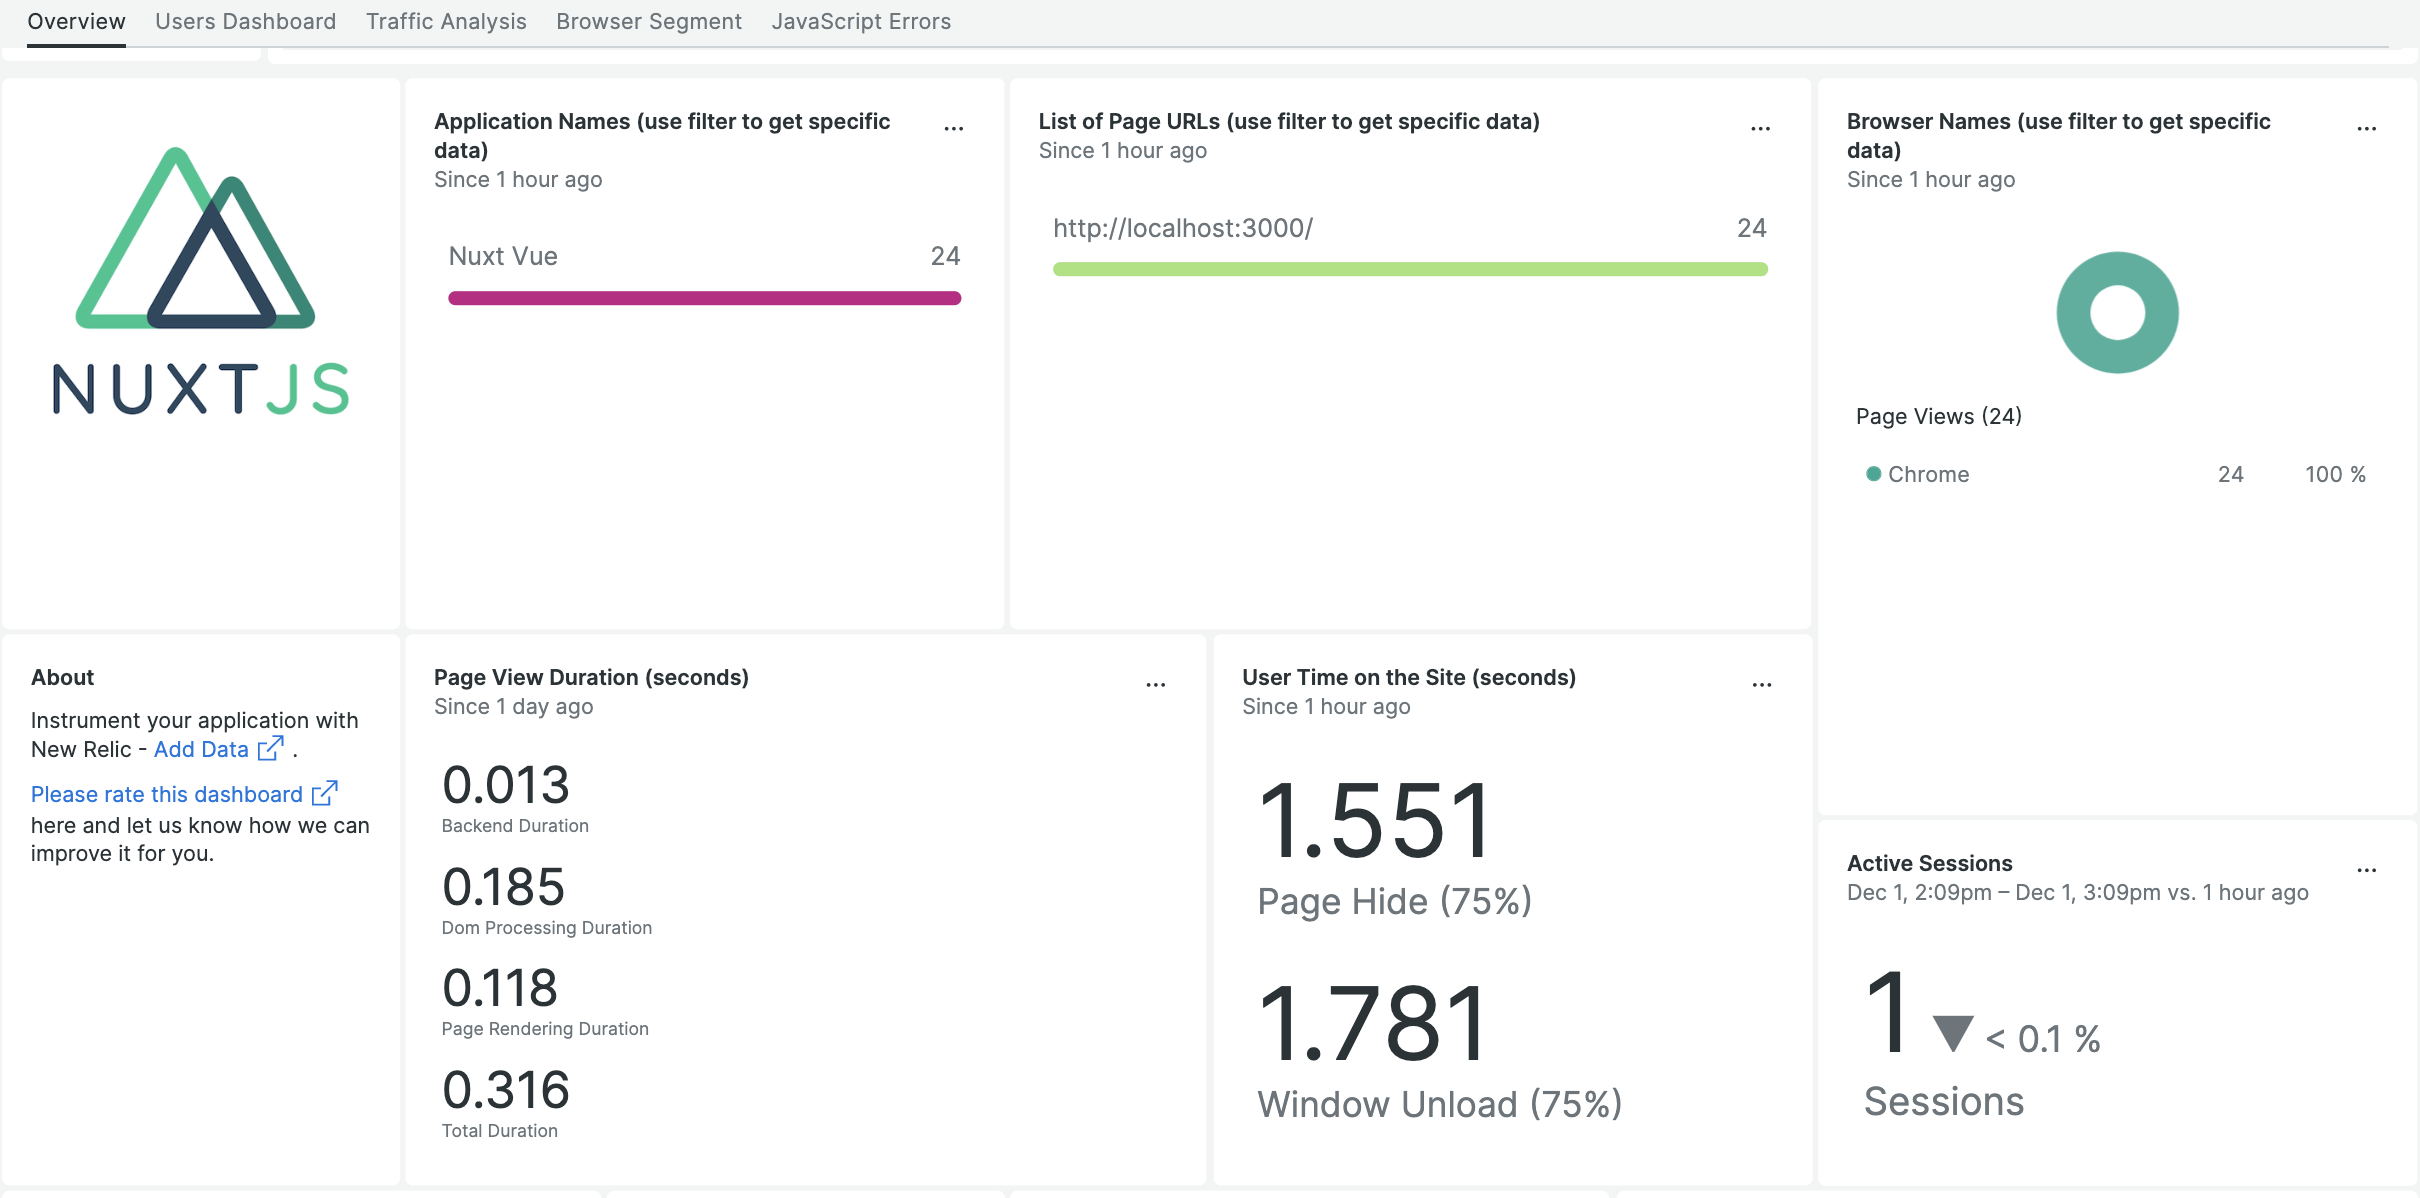 Overview
Users Dashboard
Traffic Analysis
Browser Segment
JavaScript Errors
NUXTJS
Application Names (use filter to get specific
data)
Since 1 hour ago
...
Nuxt Vue 24
List of Page URLs (use filter to get specific data)
Since 1 hour ago
...
http://localhost:3000/ 24
Browser Names (use filter to get specific
data)
Since 1 hour ago
...
Page Views (24)
Chrome 24 100 %
About
Instrument your application with
New Relic - Add Data .
Please rate this dashboard
here and let us know how we can
improve it for you.
Page View Duration (seconds)
Since 1 day ago
...
0.013
Backend Duration
0.185
Dom Processing Duration
0.118
Page Rendering Duration
0.316
Total Duration
User Time on the Site (seconds)
Since 1 hour ago
...
1.551
Page Hide (75%)
1.781
Window Unload (75%)
Active Sessions
Dec 1, 2:09pm – Dec 1, 3:09pm vs. 1 hour ago
...
1 ▼ < 0.1 %
Sessions